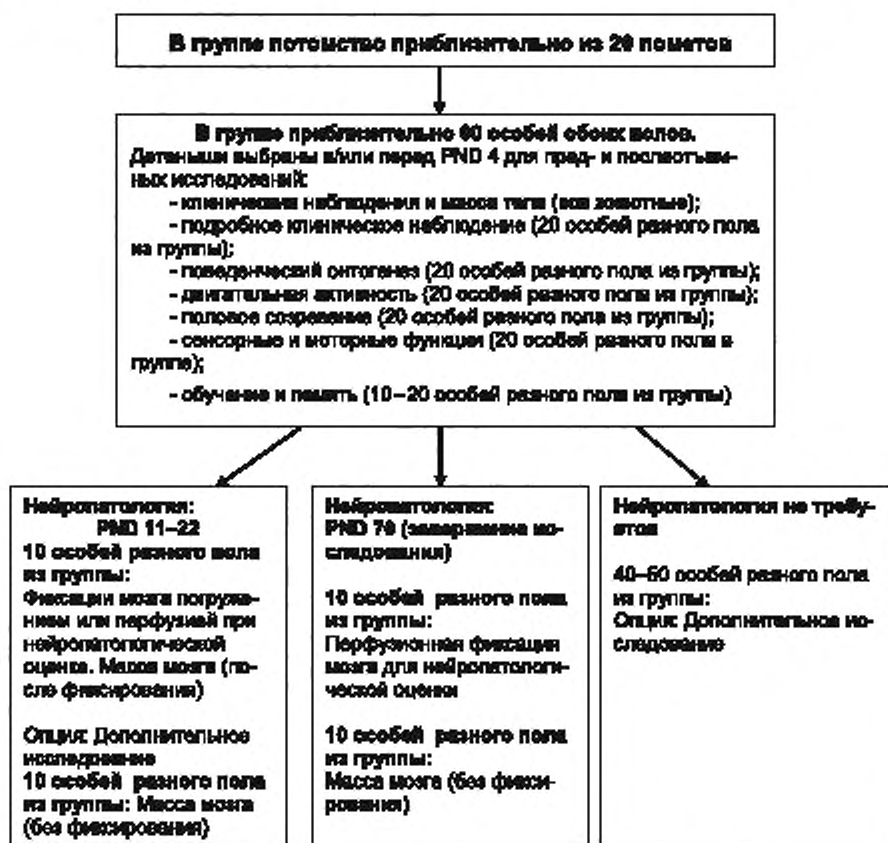 В группе потомство приблизительно из 20 пометов
В группе приблизительно 60 особей обоих полов.
Детеныши выбраны в/или перед PND 4 для пред- и послеотъем-
ных исследований:
- клинические наблюдения и масса тела (все животные);
- подробное клиническое наблюдение (20 особей разного пола
из группы);
- поведенческий онтогенез (20 особей разного пола из группы);
- двигательная активность (20 особей разного пола из группы);
- половое созревание (20 особей разного пола из группы);
- сенсорные и моторные функции (20 особей разного пола в
группе);
- обучение и память (10–20 особей разного пола из группы)
Нейропатология:
PND 11–22
10 особей разного пола
из группы:
Фиксации мозга погруже-
нием или перфузией при
нейропатологической
оценке. Масса мозга (по-
сле фиксирования)
Опция: Дополнительное
исследование
10 особей разного пола
из группы: Масса мозга
(без фиксирования)
Нейропатология:
PND 70 (завершение ис-
следования)
10 особей разного пола
из группы:
Перфузионная фиксация
мозга для нейропатологи-
ческой оценки
10 особей разного пола
из группы:
Масса мозга (без фикси-
рования)
Нейропатология не требу-
ется
40–60 особей разного пола
из группы:
Опция: Дополнительное ис-
следование